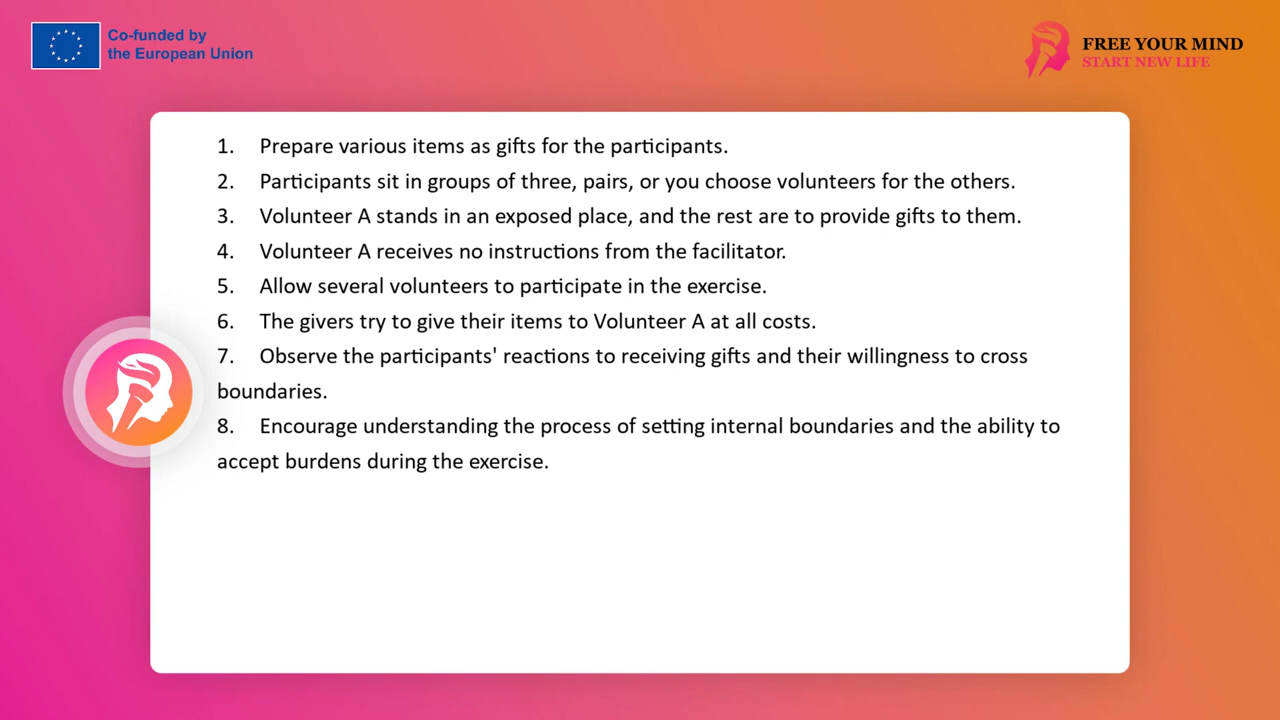 Co-funded by
the European Union
FREE YOUR MIND
START NEW LIFE
1. Prepare various items as gifts for the participants.
2. Participants sit in groups of three, pairs, or you choose volunteers for the others.
3. Volunteer A stands in an exposed place, and the rest are to provide gifts to them.
4. Volunteer A receives no instructions from the facilitator.
5. Allow several volunteers to participate in the exercise.
6. The givers try to give their items to Volunteer A at all costs.
7. Observe the participants' reactions to receiving gifts and their willingness to cross
boundaries.
8. Encourage understanding the process of setting internal boundaries and the ability to
accept burdens during the exercise.